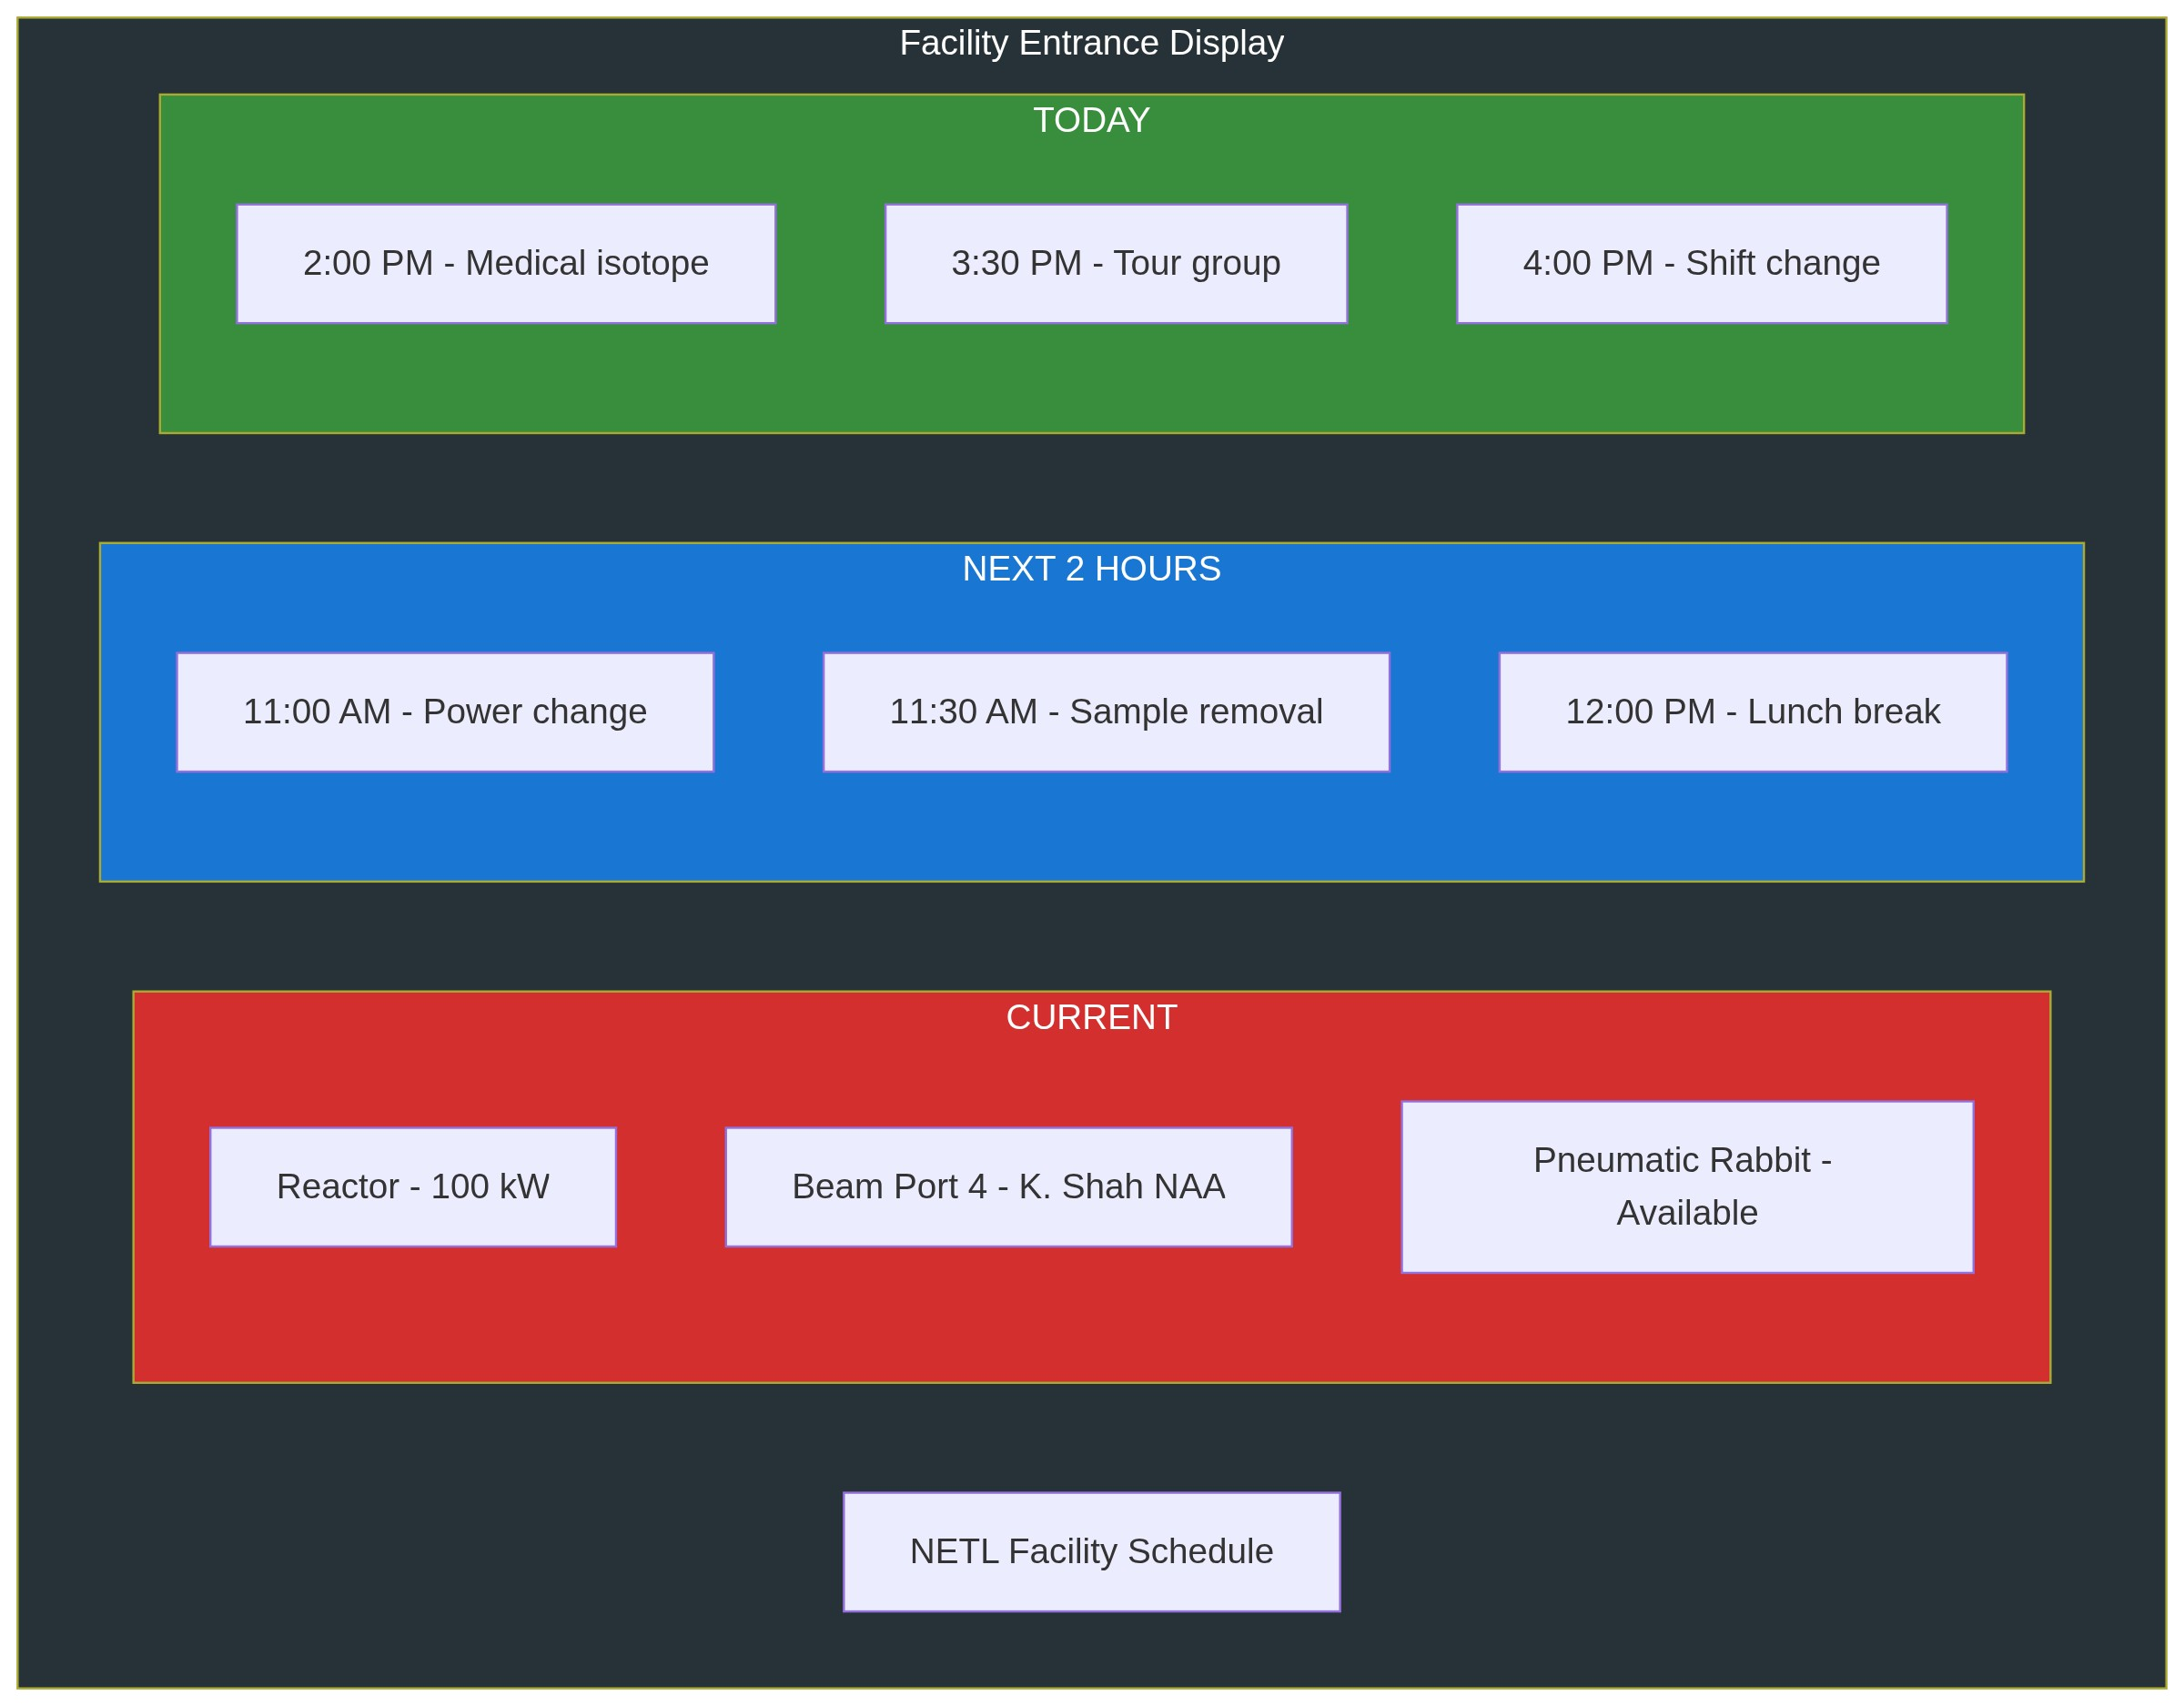 Facility Entrance Display
TODAY
2:00 PM - Medical isotope
3:30 PM - Tour group
4:00 PM - Shift change
NEXT 2 HOURS
11:00 AM - Power change
11:30 AM - Sample removal
12:00 PM - Lunch break
CURRENT
Reactor - 100 kW
Beam Port 4 - K. Shah NAA
Pneumatic Rabbit -
Available
NETL Facility Schedule